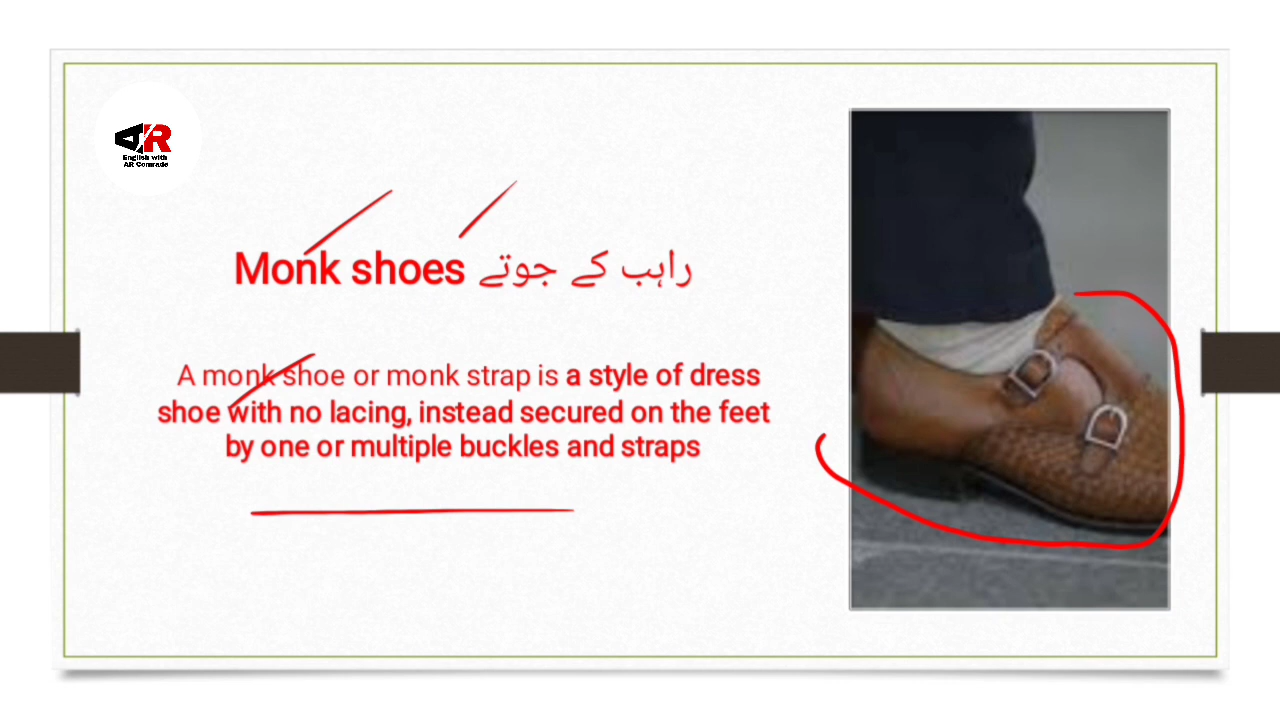 AR
English with
AR Comrade
Monk shoes راہب کے جوتے
A monk shoe or monk strap is a style of dress
shoe with no lacing, instead secured on the feet
by one or multiple buckles and straps